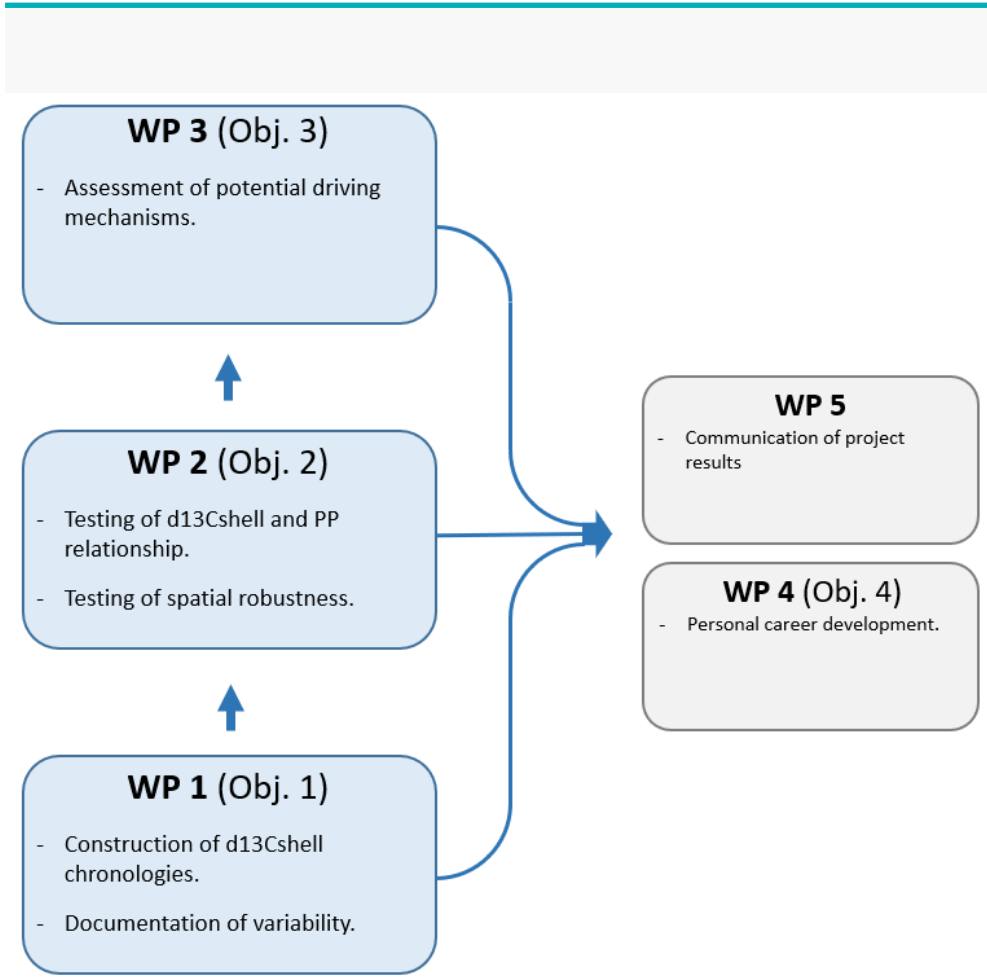 WP 3 (Obj. 3)
- Assessment of potential driving
mechanisms.
WP 2 (Obj. 2)
- Testing of d13Cshell and PP
relationship.
- Testing of spatial robustness.
WP 1 (Obj. 1)
- Construction of d13Cshell
chronologies.
- Documentation of variability.
WP 5
- Communication of project
results
WP 4 (Obj. 4)
- Personal career development.